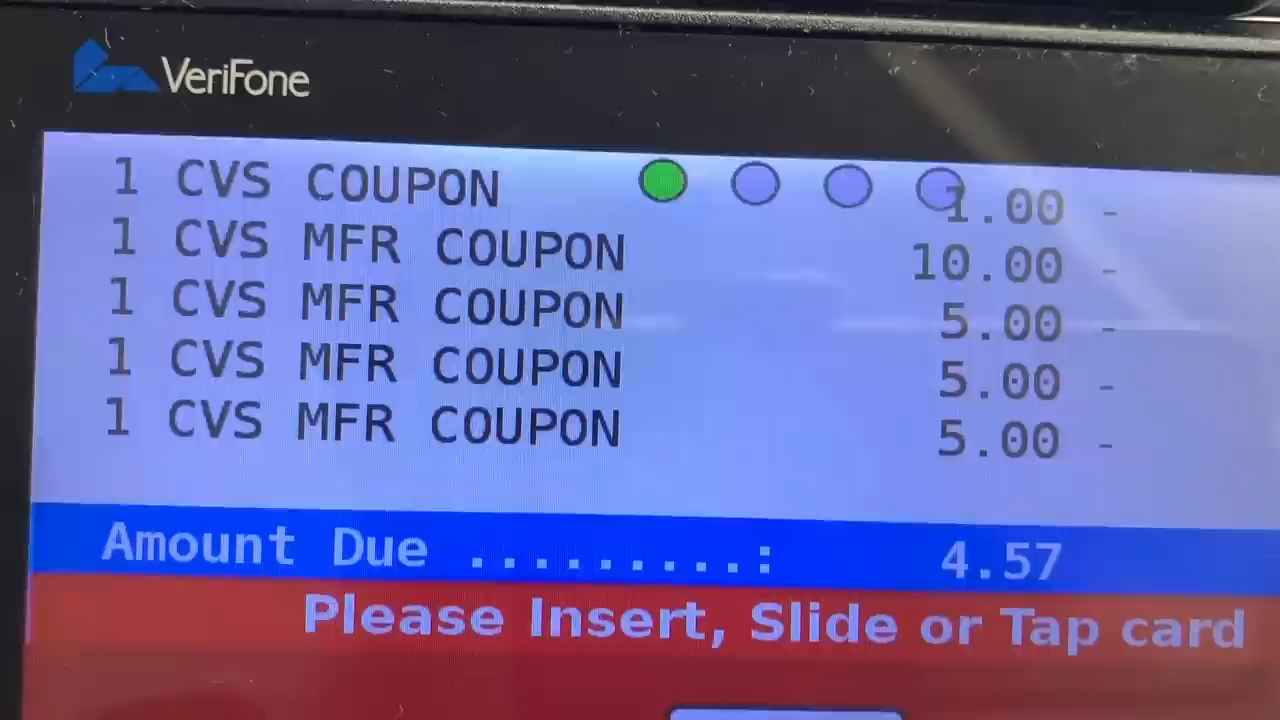 VeriFone
1 CVS COUPON 1.00 -
1 CVS MFR COUPON 10.00 -
1 CVS MFR COUPON 5.00 -
1 CVS MFR COUPON 5.00 -
1 CVS MFR COUPON 5.00 -
Amount Due .........: 4.57
Please Insert, Slide or Tap card